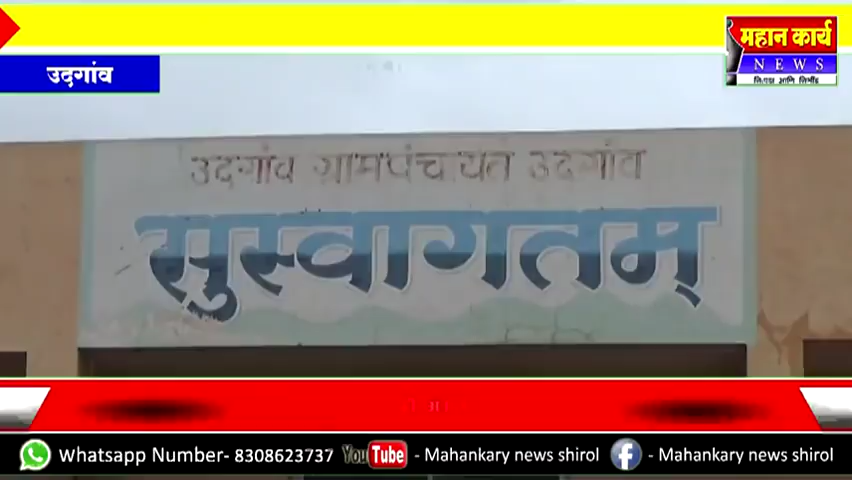 महान कार्य
NEWS
उदगांव
उदगांव ग्रामपंचायत उदगांव
सुस्वागतम्
Whatsapp Number- 8308623737 YouTube - Mahankary news shirol f - Mahankary news shirol